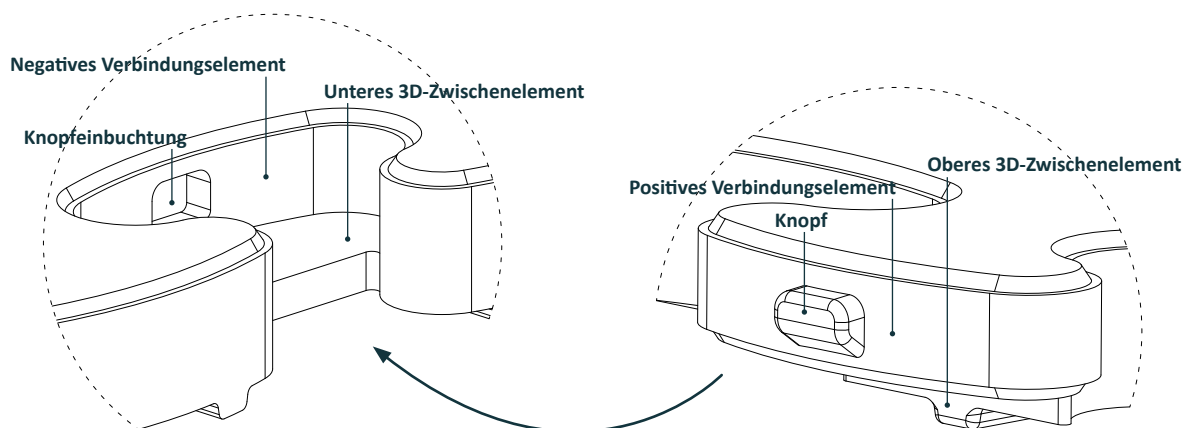 Negatives Verbindungselement
Unteres 3D-Zwischenelement
Knopfeinbuchtung
Oberes 3D-Zwischenelement
Positives Verbindungselement
Knopf